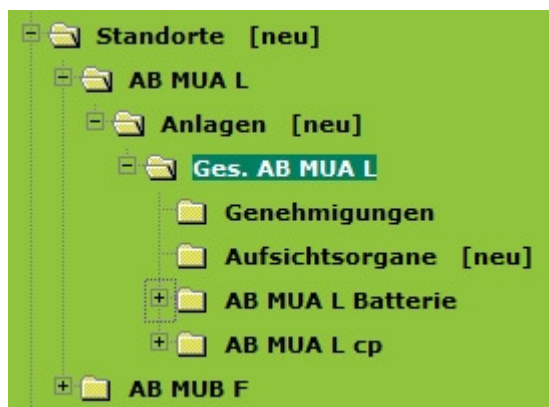 Standorte [neu]
AB MUA L
Anlagen [neu]
Ges. AB MUA L
Genehmigungen
Aufsichtsorgane [neu]
AB MUA L Batterie
AB MUA L cp
AB MUB F